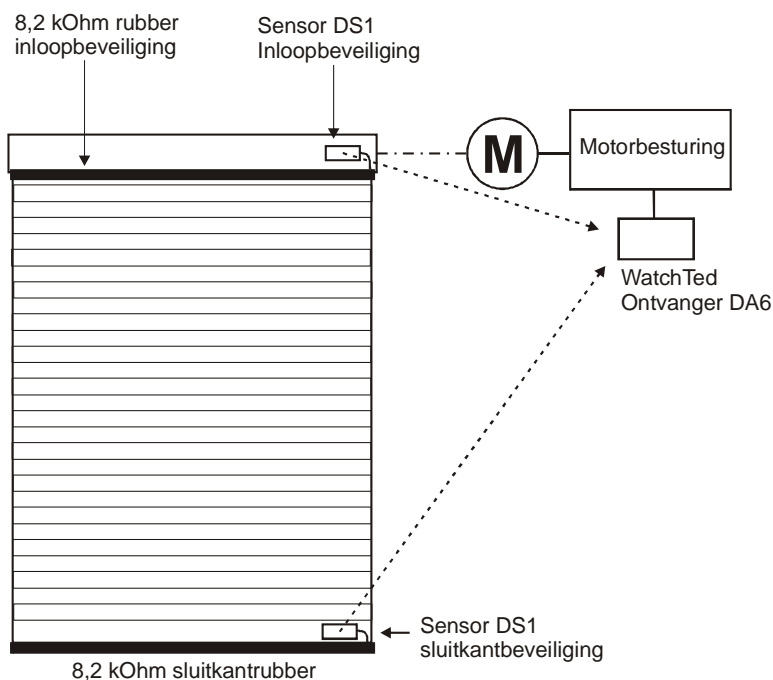 8,2 kOhm rubber
inloopbeveiliging
Sensor DS1
Inloopbeveiliging
M
Motorbesturing
WatchTed
Ontvanger DA6
Sensor DS1
sluitkantbeveiliging
8,2 kOhm sluitkantrubber